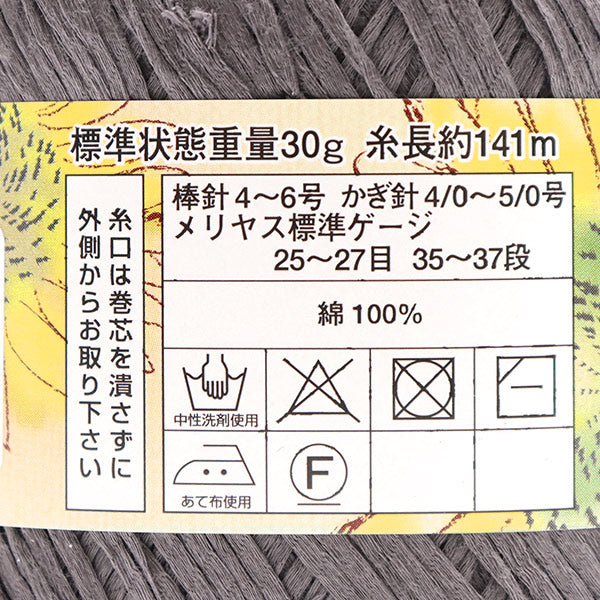 標準状態重量30g 糸長約141m
糸口は巻芯を潰さずに
外側からお取り下さい
棒針4～6号 かぎ針4/0～5/0号
メリヤス標準ゲージ
25～27目 35～37段
綿100%
中性洗剤使用
あて布使用
F